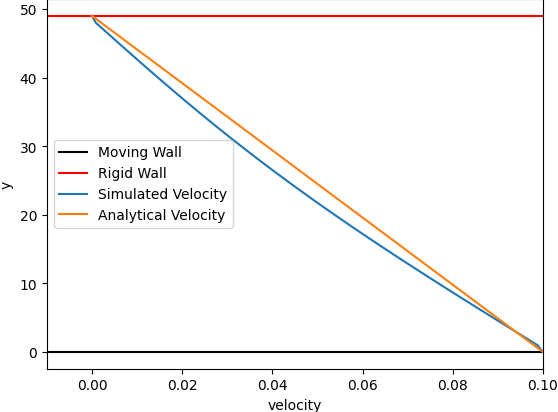 50
40
30
20
10
0
y
Moving Wall
Rigid Wall
Simulated Velocity
Analytical Velocity
0.00 0.02 0.04 0.06 0.08 0.10
velocity